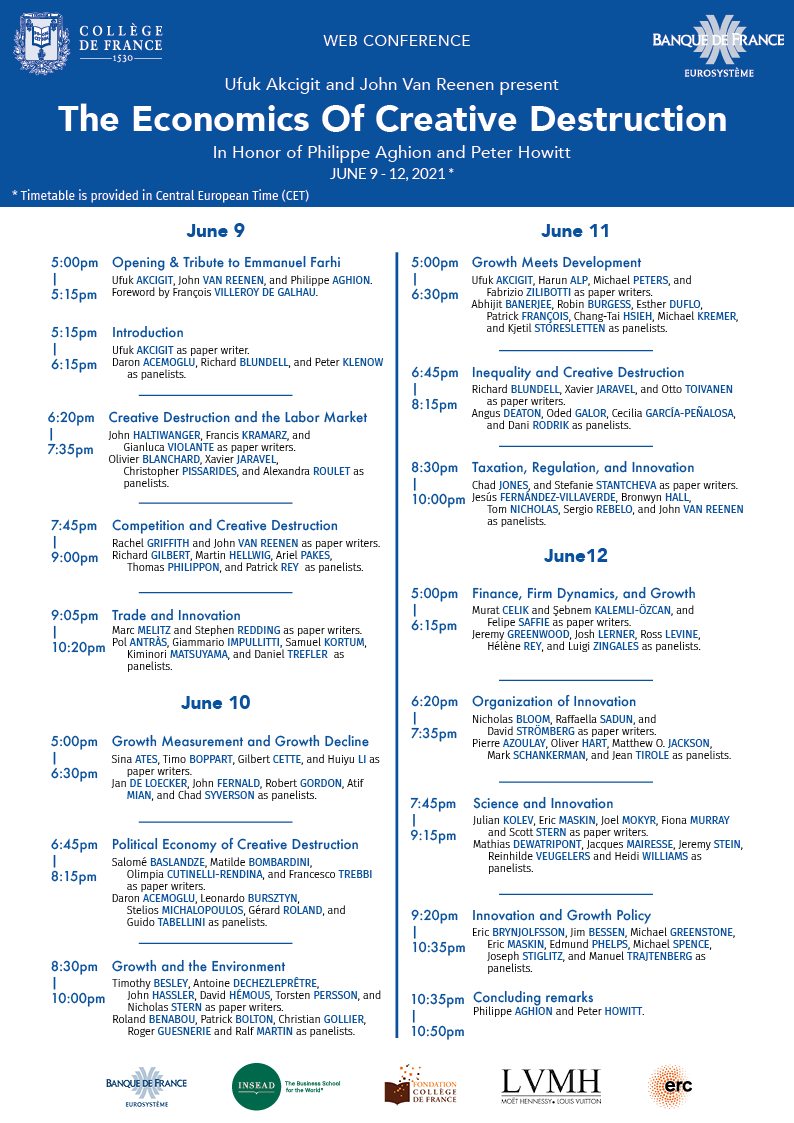 COLLÈGE
DE FRANCE
1530
WEB CONFERENCE
BANQUE DE FRANCE
EUROSYSTÈME
Ufuk Akcigit and John Van Reenen present
The Economics Of Creative Destruction
In Honor of Philippe Aghion and Peter Howitt
JUNE 9 - 12, 2021 *
* Timetable is provided in Central European Time (CET)
June 9
5:00pm
|
5:15pm
Opening & Tribute to Emmanuel Farhi
Ufuk AKCIGIT, John VAN REENEN, and Philippe AGHION.
Foreword by François VILLEROY DE GALHAU.
5:15pm
|
6:15pm
Introduction
Ufuk AKCIGIT as paper writer.
Daron ACEMOGLU, Richard BLUNDELL, and Peter KLENOW
as panelists.
6:20pm
|
7:35pm
Creative Destruction and the Labor Market
John HALTIWANGER, Francis KRAMARZ, and
Gianluca VIOLANTE as paper writers.
Olivier BLANCHARD, Xavier JARAVEL,
Christopher PISSARIDES, and Alexandra ROULET as
panelists.
7:45pm
|
9:00pm
Competition and Creative Destruction
Rachel GRIFFITH and John VAN REENEN as paper writers.
Richard GILBERT, Martin HELLWIG, Ariel PAKES,
Thomas PHILIPPON, and Patrick REY as panelists.
9:05pm
|
10:20pm
Trade and Innovation
Marc MELITZ and Stephen REDDING as paper writers.
Pol ANTRÀS, Giammario IMPULLITTI, Samuel KORTUM,
Kiminori MATSUYAMA, and Daniel TREFLER as
panelists.
June 10
5:00pm
|
6:30pm
Growth Measurement and Growth Decline
Sina ATES, Timo BOPPART, Gilbert CETTE, and Huiyu LI as
paper writers.
Jan DE LOECKER, John FERNALD, Robert GORDON, Atif
MIAN, and Chad SYVERSON as panelists.
6:45pm
|
8:15pm
Political Economy of Creative Destruction
Salomé BASLANDZE, Matilde BOMBARDINI,
Olimpia CUTINELLI-RENDINA, and Francesco TREBBI
as paper writers.
Daron ACEMOGLU, Leonardo BURSZTYN,
Stelios MICHALOPOULOS, Gérard ROLAND, and
Guido TABELLINI as panelists.
8:30pm
|
10:00pm
Growth and the Environment
Timothy BESLEY, Antoine DECHEZLEPRÊTRE,
John HASSLER, David HÉMOUS, Torsten PERSSON, and
Nicholas STERN as paper writers.
Roland BENABOU, Patrick BOLTON, Christian GOLLIER,
Roger GUESNERIE and Ralf MARTIN as panelists.
June 11
5:00pm
|
6:30pm
Growth Meets Development
Ufuk AKCIGIT, Harun ALP, Michael PETERS, and
Fabrizio ZILIBOTTI as paper writers.
Abhijit BANERJEE, Robin BURGESS, Esther DUFLO,
Patrick FRANÇOIS, Chang-Tai HSIEH, Michael KREMER,
and Kjetil STORESLETTEN as panelists.
6:45pm
|
8:15pm
Inequality and Creative Destruction
Richard BLUNDELL, Xavier JARAVEL, and Otto TOIVANEN
as paper writers.
Angus DEATON, Oded GALOR, Cecilia GARCÍA-PEÑALOSA,
and Dani RODRIK as panelists.
8:30pm
|
10:00pm
Taxation, Regulation, and Innovation
Chad JONES, and Stefanie STANTCHEVA as paper writers.
Jesús FERNÁNDEZ-VILLAVERDE, Bronwyn HALL,
Tom NICHOLAS, Sergio REBELO, and John VAN REENEN
as panelists.
June12
5:00pm
|
6:15pm
Finance, Firm Dynamics, and Growth
Murat CELIK and Şebnem KALEMLI-ÖZCAN, and
Felipe SAFFIE as paper writers.
Jeremy GREENWOOD, Josh LERNER, Ross LEVINE,
Hélène REY, and Luigi ZINGALES as panelists.
6:20pm
|
7:35pm
Organization of Innovation
Nicholas BLOOM, Raffaella SADUN, and
David STRÖMBERG as paper writers.
Pierre AZOULAY, Oliver HART, Matthew O. JACKSON,
Mark SCHANKERMAN, and Jean TIROLE as panelists.
7:45pm
|
9:15pm
Science and Innovation
Julian KOLEV, Eric MASKIN, Joel MOKYR, Fiona MURRAY
and Scott STERN as paper writers.
Mathias DEWATRIPONT, Jacques MAIRESSE, Jeremy STEIN,
Reinhilde VEUGELERS and Heidi WILLIAMS as
panelists.
9:20pm
|
10:35pm
Innovation and Growth Policy
Eric BRYNJOLFSSON, Jim BESSEN, Michael GREENSTONE,
Eric MASKIN, Edmund PHELPS, Michael SPENCE,
Joseph STIGLITZ, and Manuel TRAJTENBERG as
panelists.
10:35pm
|
10:50pm
Concluding remarks
Philippe AGHION and Peter HOWITT.
BANQUE DE FRANCE
EUROSYSTÈME
INSEAD
The Business School
for the World®
FONDATION
COLLÈGE
DE FRANCE
LVMH
MOËT HENNESSY • LOUIS VUITTON
erc